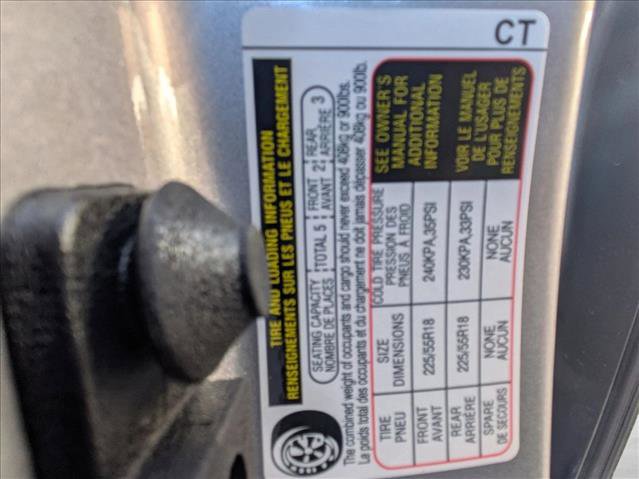 CT
TIRE AND LOADING INFORMATION
RENSEIGNEMENTS SUR LES PNEUS ET LE CHARGEMENT
SEATING CAPACITY
NOMBRE DE PLACES
TOTAL 5
FRONT
AVANT 2
REAR
ARRIÈRE 3
The combined weight of occupants and cargo should never exceed 408kg or 900lbs.
La poids total des occupants et du chargement ne doit jamais dépasser 408kg ou 900lb.
TIRE
PNEU
SIZE
DIMENSIONS
COLD TIRE PRESSURE
PRESSION DES
PNEUS À FROID
SEE OWNER'S
MANUAL FOR
ADDITIONAL
INFORMATION
FRONT
AVANT
225/55R18
240KPA,35PSI
REAR
ARRIÈRE
225/55R18
230KPA,33PSI
VOIR LE MANUEL
DE L'USAGER
POUR PLUS DE
RENSEIGNEMENTS
SPARE
DE SECOURS
NONE
AUCUN
NONE
AUCUN